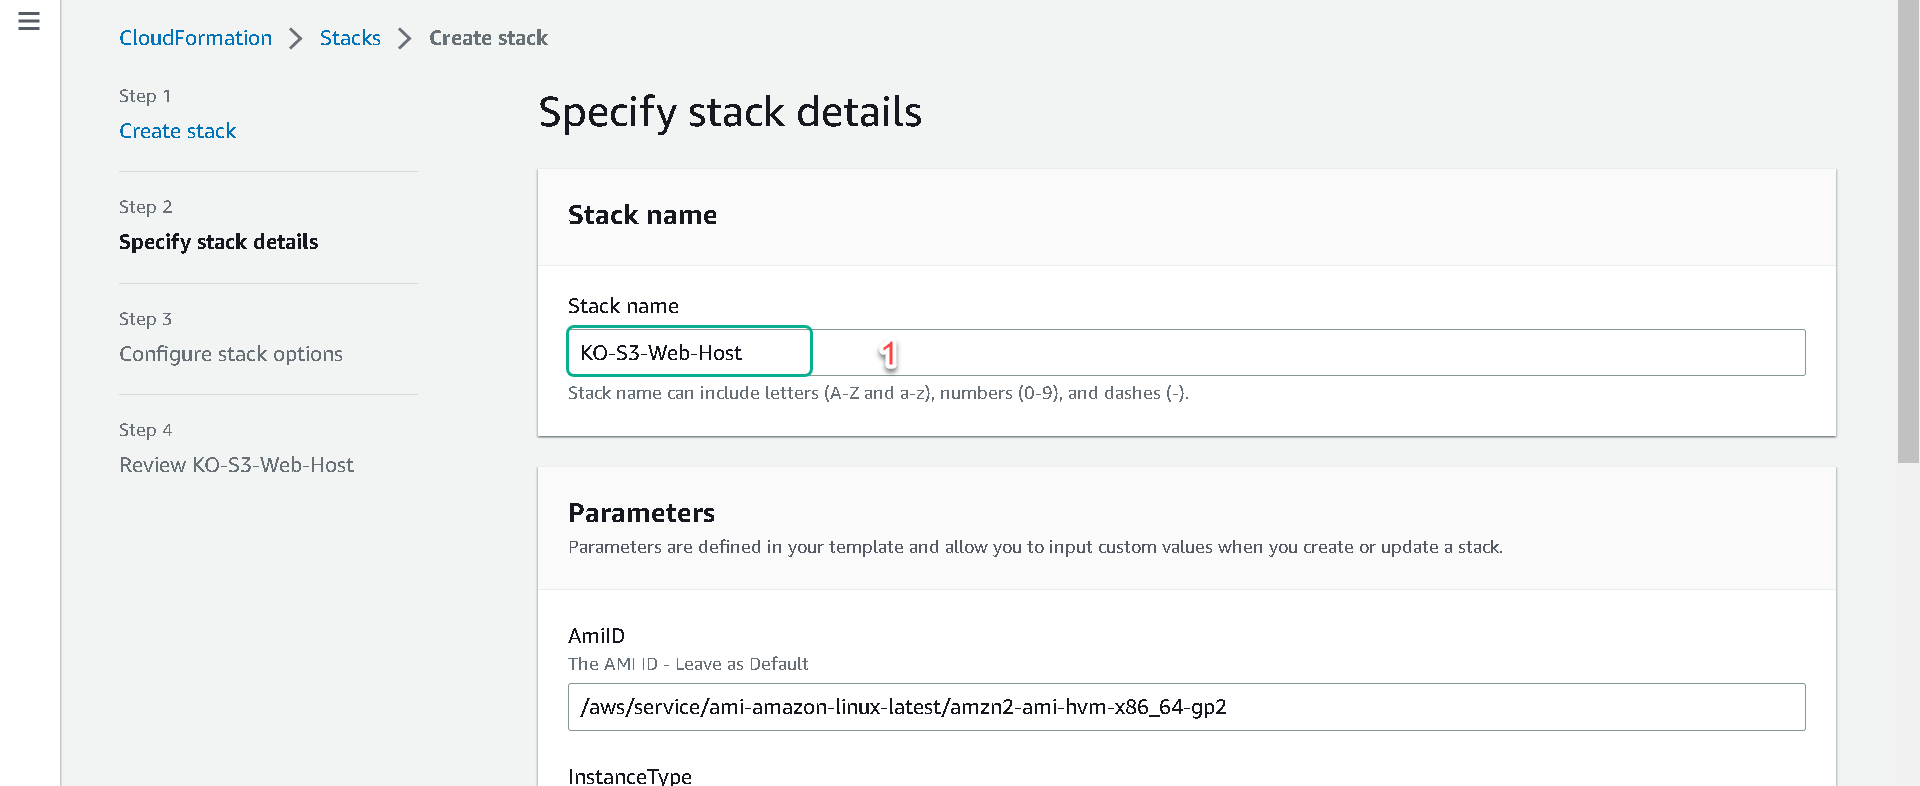 CloudFormation > Stacks > Create stack
Step 1
Create stack
Step 2
Specify stack details
Step 3
Configure stack options
Step 4
Review KO-S3-Web-Host
Specify stack details
Stack name
Stack name
KO-S3-Web-Host 1
Stack name can include letters (A-Z and a-z), numbers (0-9), and dashes (-).
Parameters
Parameters are defined in your template and allow you to input custom values when you create or update a stack.
AmiID
The AMI ID - Leave as Default
/aws/service/ami-amazon-linux-latest/amzn2-ami-hvm-x86_64-gp2
InstanceType